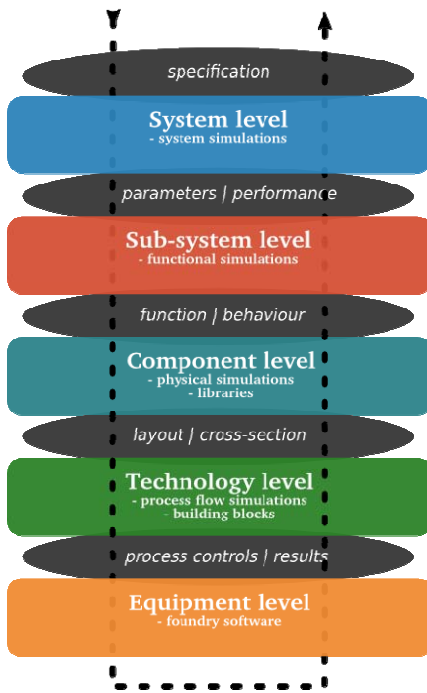 specification
System level
- system simulations
parameters | performance
Sub-system level
- functional simulations
function | behaviour
Component level
- physical simulations
- libraries
layout | cross-section
Technology level
- process flow simulations
- building blocks
process controls | results
Equipment level
- foundry software